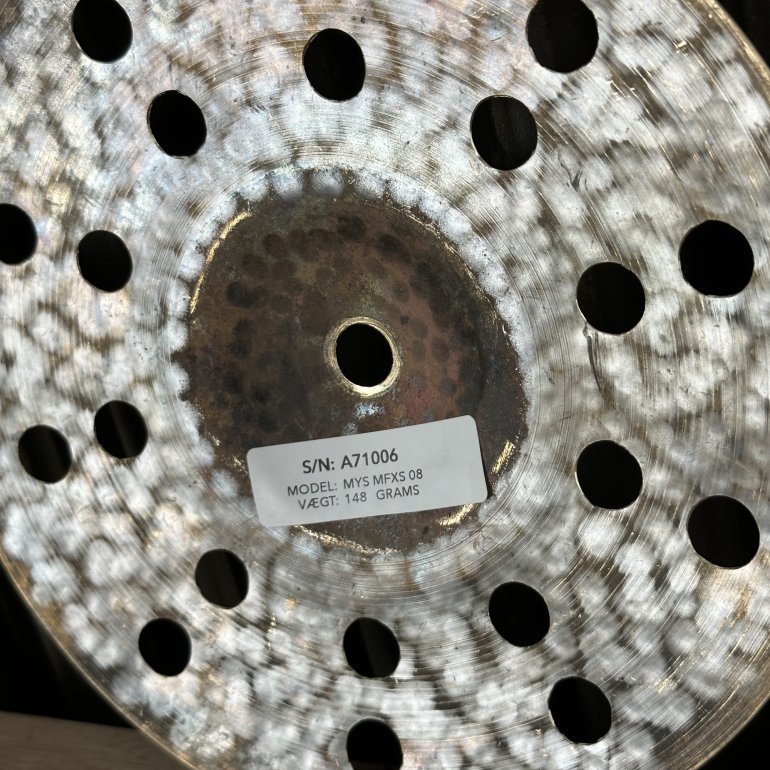 S/N: A71006
MODEL: MYS MFXS 08
VÆGT: 148 GRAMS